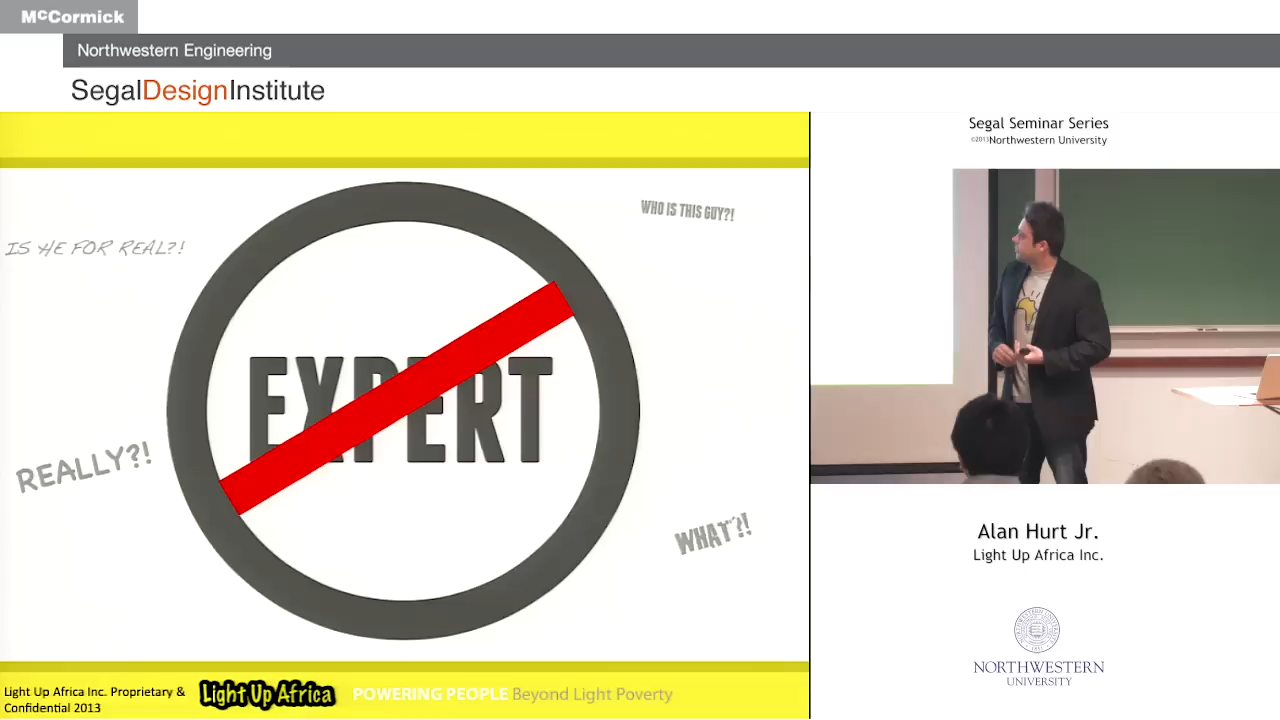 McCormick
Northwestern Engineering
SegalDesignInstitute
IS HE FOR REAL?!
WHO IS THIS GUY?!
EXPERT
REALLY?!
WHAT?!
Light Up Africa Inc. Proprietary &
Confidential 2013
Light Up Africa
POWERING PEOPLE Beyond Light Poverty
Segal Seminar Series
©2013Northwestern University
Alan Hurt Jr.
Light Up Africa Inc.
NORTHWESTERN
UNIVERSITY